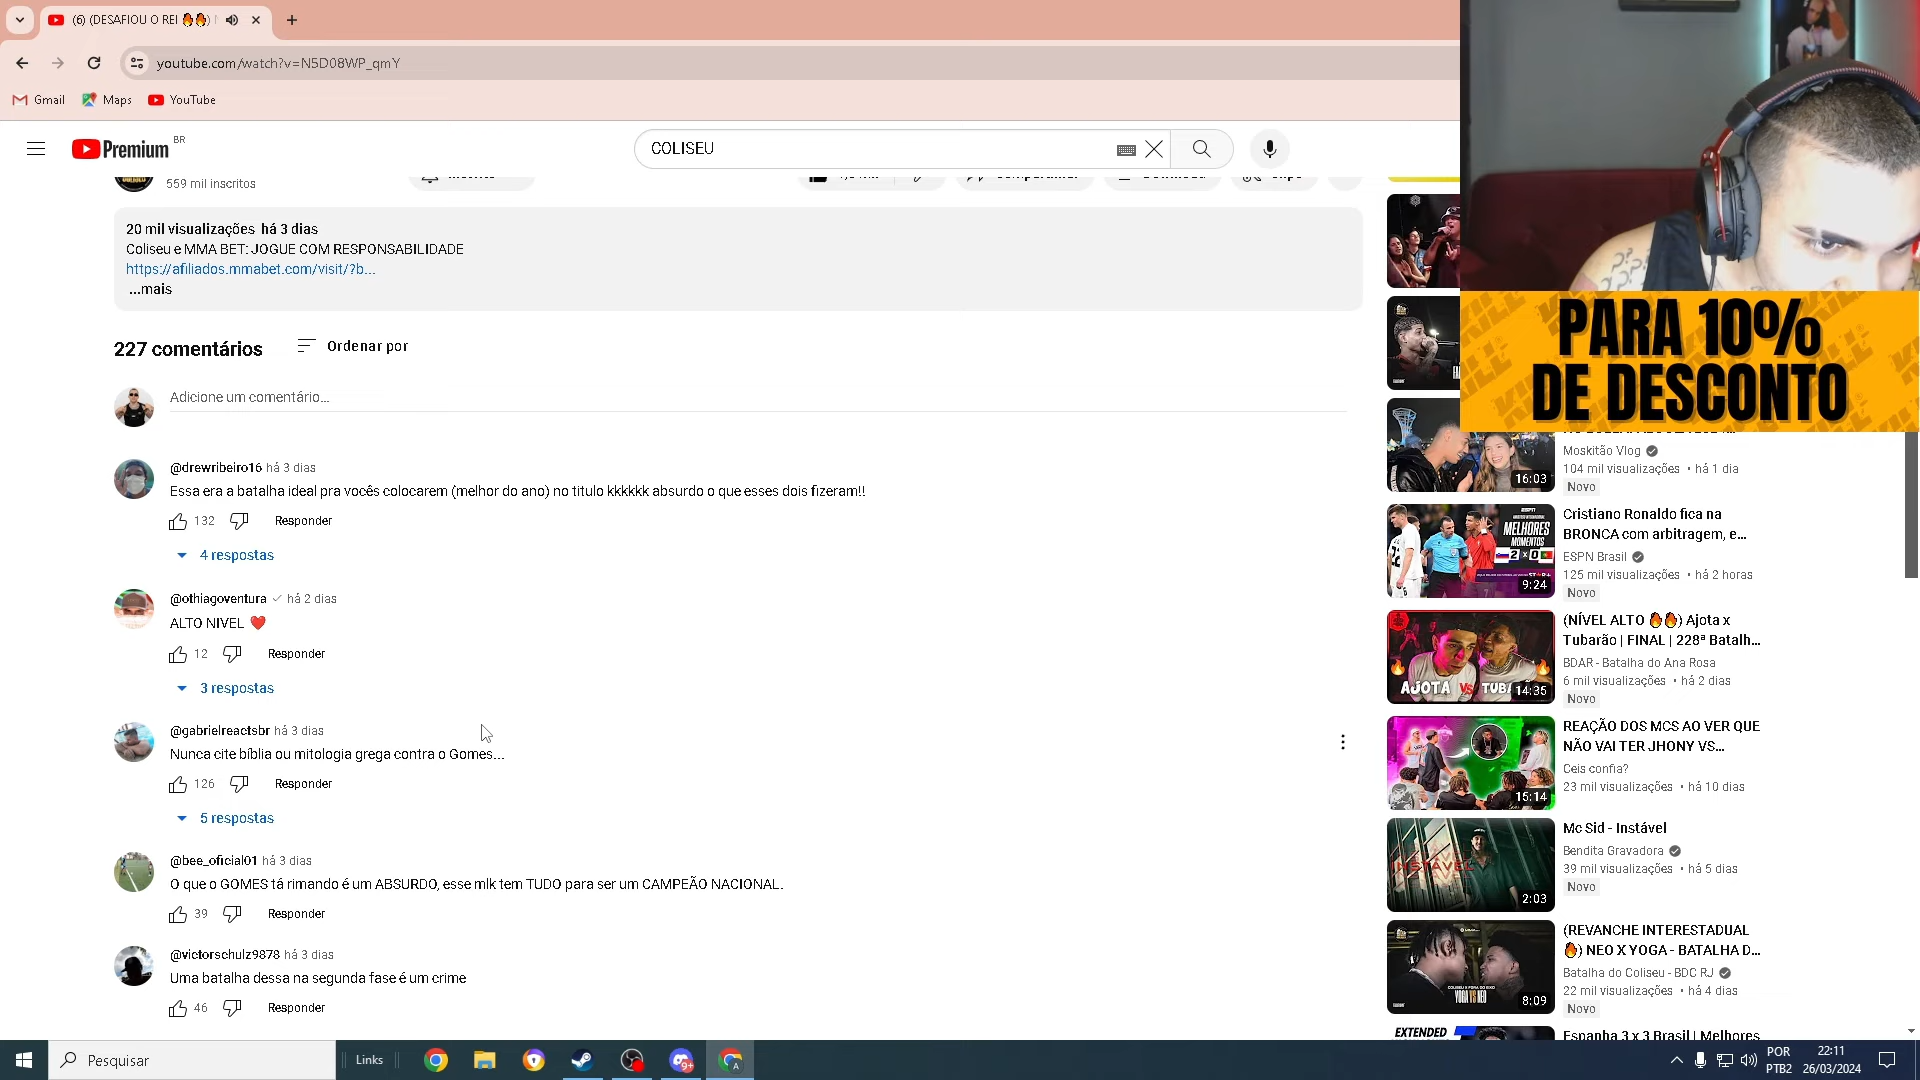 (6) (DESAFIOU O REI 🔥🔥)
youtube.com/watch?v=N5D08WP_qmY
Gmail
Maps
YouTube
Premium
BR
COLISEU
559 mil inscritos
20 mil visualizações há 3 dias
Coliseu e MMA BET: JOGUE COM RESPONSABILIDADE
https://afiliados.mmabet.com/visit/?b...
...mais
227 comentários
Ordenar por
Adicione um comentário...
@drewribeiro16 há 3 dias
Essa era a batalha ideal pra vocês colocarem (melhor do ano) no titulo kkkkkk absurdo o que esses dois fizeram!!
132
Responder
4 respostas
@othiagoventura há 2 dias
ALTO NIVEL ❤️
12
Responder
3 respostas
@gabrielreactsbr há 3 dias
Nunca cite bíblia ou mitologia grega contra o Gomes...
126
Responder
5 respostas
@bee_oficial01 há 3 dias
O que o GOMES tá rimando é um ABSURDO, esse mlk tem TUDO para ser um CAMPEÃO NACIONAL.
39
Responder
@victorschulz9878 há 3 dias
Uma batalha dessa na segunda fase é um crime
46
Responder
PARA 10%
DE DESCONTO
16:03
Moskitão Vlog
104 mil visualizações • há 1 dia
Novo
MELHORES
MOMENTOS
2 x 0
9:24
Cristiano Ronaldo fica na
BRONCA com arbitragem, e...
ESPN Brasil
125 mil visualizações • há 2 horas
Novo
AJOTA VS TUBA
14:35
(NÍVEL ALTO 🔥🔥) Ajota x
Tubarão | FINAL | 228ª Batalh...
BDAR - Batalha do Ana Rosa
6 mil visualizações • há 2 dias
Novo
15:14
REAÇÃO DOS MCS AO VER QUE
NÃO VAI TER JHONY VS...
Ceis confia?
23 mil visualizações • há 10 dias
INSTÁVEL
2:03
Mc Sid - Instável
Bendita Gravadora
39 mil visualizações • há 5 dias
Novo
YOGA VS NEO
8:09
(REVANCHE INTERESTADUAL
🔥) NEO X YOGA - BATALHA D...
Batalha do Coliseu - BDC RJ
22 mil visualizações • há 4 dias
Novo
EXTENDED
Espanha 3 x 3 Brasil | Melhores
Pesquisar
Links
9+
A
POR
PTB2
22:11
26/03/2024